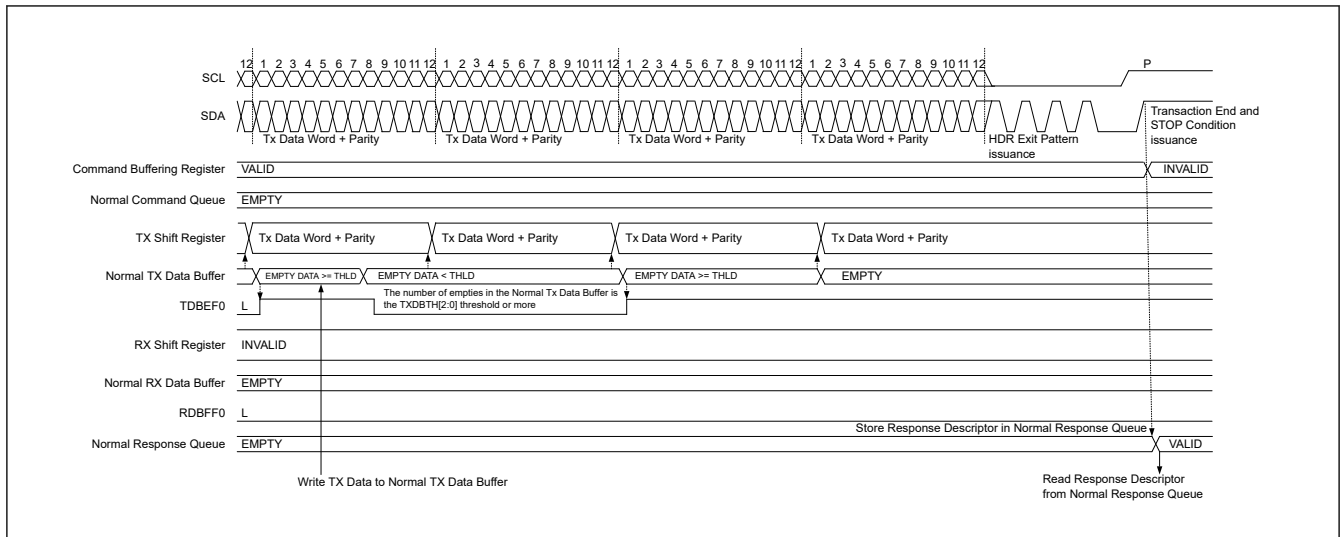 12 1 2 3 4 5 6 7 8 9 10 11 12 1 2 3 4 5 6 7 8 9 10 11 12 1 2 3 4 5 6 7 8 9 10 11 12 1 2 3 4 5 6 7 8 9 10 11 12 P
SCL
SDA
Tx Data Word + Parity Tx Data Word + Parity Tx Data Word + Parity Tx Data Word + Parity
HDR Exit Pattern
issuance
Transaction End and
STOP Condition
issuance
Command Buffering Register VALID INVALID
Normal Command Queue EMPTY
TX Shift Register Tx Data Word + Parity Tx Data Word + Parity Tx Data Word + Parity Tx Data Word + Parity
Normal TX Data Buffer EMPTY DATA >= THLD EMPTY DATA < THLD EMPTY DATA >= THLD EMPTY
The number of empties in the Normal Tx Data Buffer is
the TXDBTH[2:0] threshold or more
TDBEF0 L
RX Shift Register INVALID
Normal RX Data Buffer EMPTY
RDBFF0 L
Store Response Descriptor in Normal Response Queue
Normal Response Queue EMPTY VALID
Write TX Data to Normal TX Data Buffer
Read Response Descriptor
from Normal Response Queue